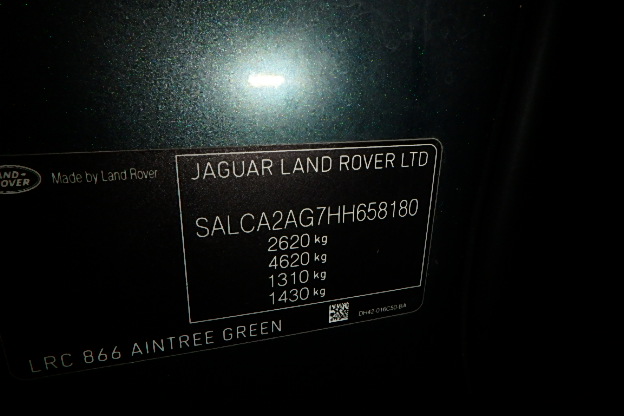 LAND-
ROVER
Made by Land Rover
JAGUAR LAND ROVER LTD
SALCA2AG7HH658180
2620 kg
4620 kg
1310 kg
1430 kg
LRC 866 AINTREE GREEN